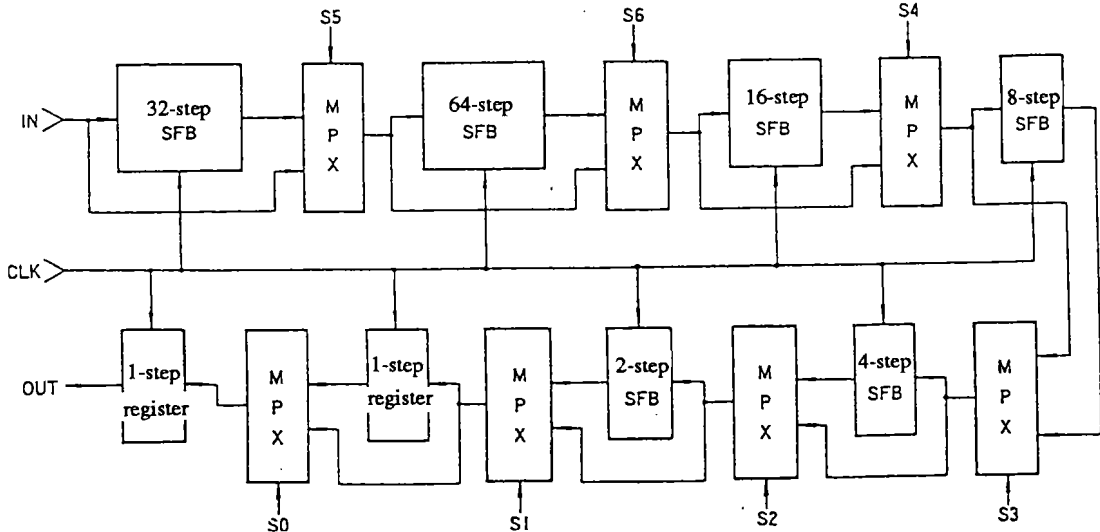 S5
S6
S4
32-step
SFB
M
P
X
64-step
SFB
M
P
X
16-step
SFB
M
P
X
8-step
SFB
IN
CLK
OUT
1-step
register
M
P
X
1-step
register
M
P
X
2-step
SFB
M
P
X
4-step
SFB
M
P
X
S0
S1
S2
S3